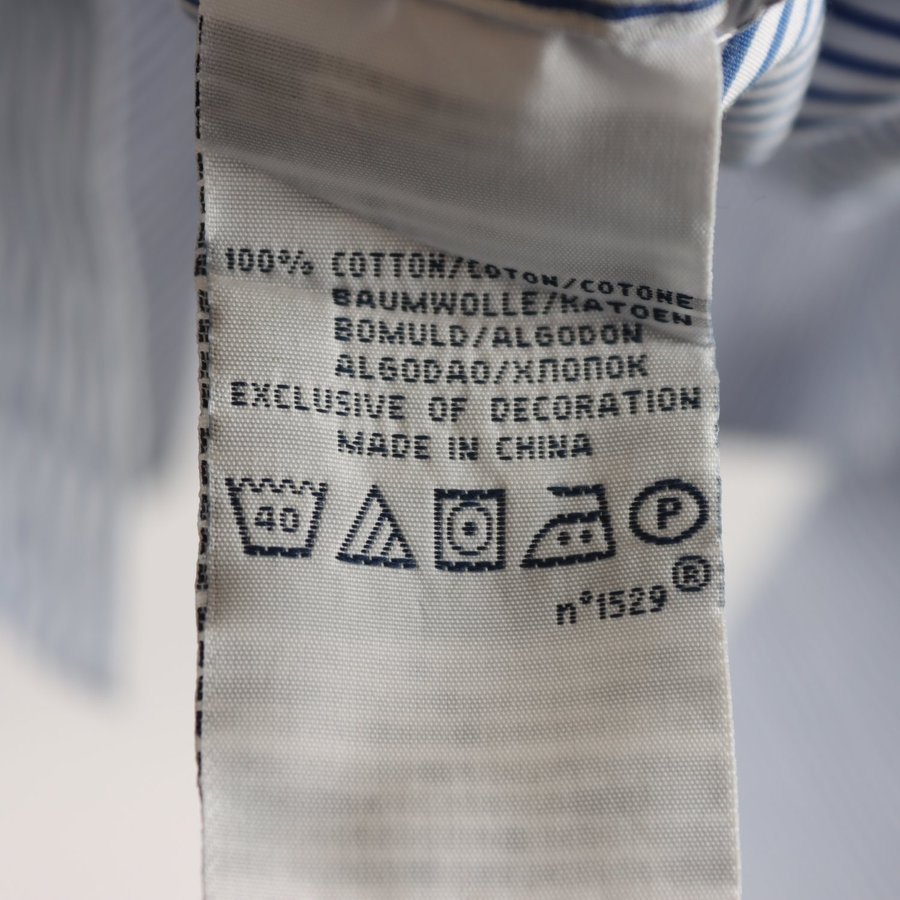 100% COTTON/COTON/COTONE
BAUMWOLLE/KATOEN
BOMULD/ALGODON
ALGODAO/ХЛОПОК
EXCLUSIVE OF DECORATION
MADE IN CHINA
40 P
n°1529 ®